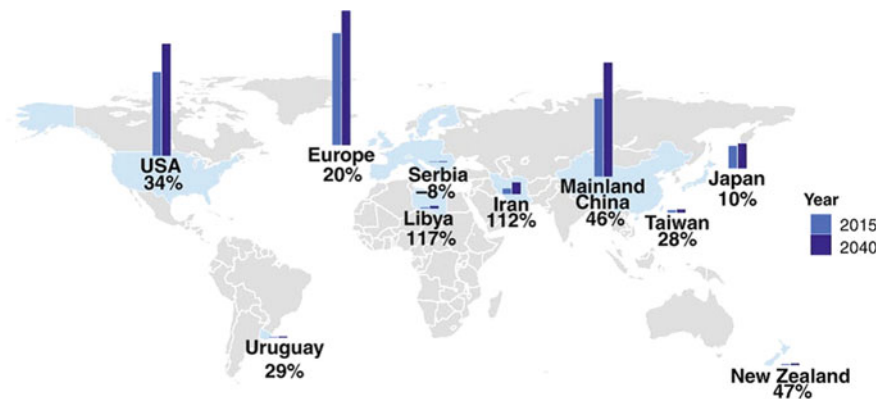 USA
34%
Europe
20%
Serbia
–8%
Libya
117%
Iran
112%
Mainland
China
46%
Taiwan
28%
Japan
10%
Year
2015
2040
Uruguay
29%
New Zealand
47%